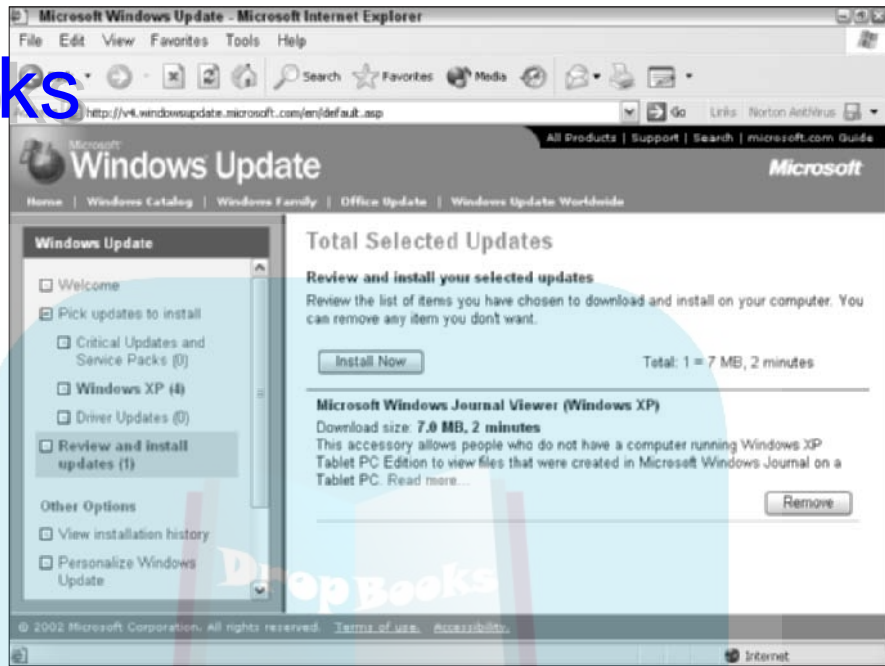 Microsoft Windows Update - Microsoft Internet Explorer
File Edit View Favorites Tools Help
Search Favorites Media
ks
http://v4.windowsupdate.microsoft.com/en/default.asp Go Links Norton AntiVirus
All Products | Support | Search | microsoft.com Guide
Microsoft
Windows Update
Microsoft
Home | Windows Catalog | Windows Family | Office Update | Windows Update Worldwide
Windows Update
Welcome
Pick updates to install
Critical Updates and
Service Packs (0)
Windows XP (4)
Driver Updates (0)
Review and install
updates (1)
Other Options
View installation history
Personalize Windows
Update
Total Selected Updates
Review and install your selected updates
Review the list of items you have chosen to download and install on your computer. You
can remove any item you don't want.
Install Now
Total: 1 = 7 MB, 2 minutes
Microsoft Windows Journal Viewer (Windows XP)
Download size: 7.0 MB, 2 minutes
This accessory allows people who do not have a computer running Windows XP
Tablet PC Edition to view files that were created in Microsoft Windows Journal on a
Tablet PC. Read more...
Remove
DropBooks
© 2002 Microsoft Corporation. All rights reserved. Terms of use. Accessibility.
Internet